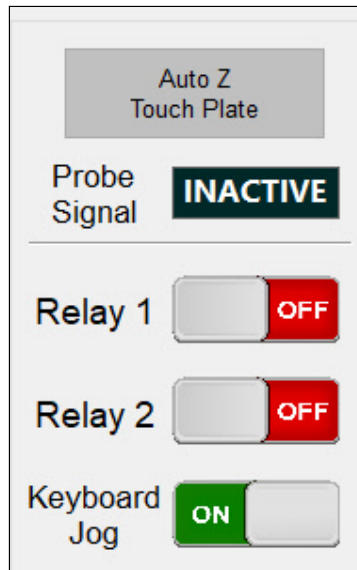 Auto Z
Touch Plate
Probe
Signal
INACTIVE
Relay 1
OFF
Relay 2
OFF
Keyboard
Jog
ON